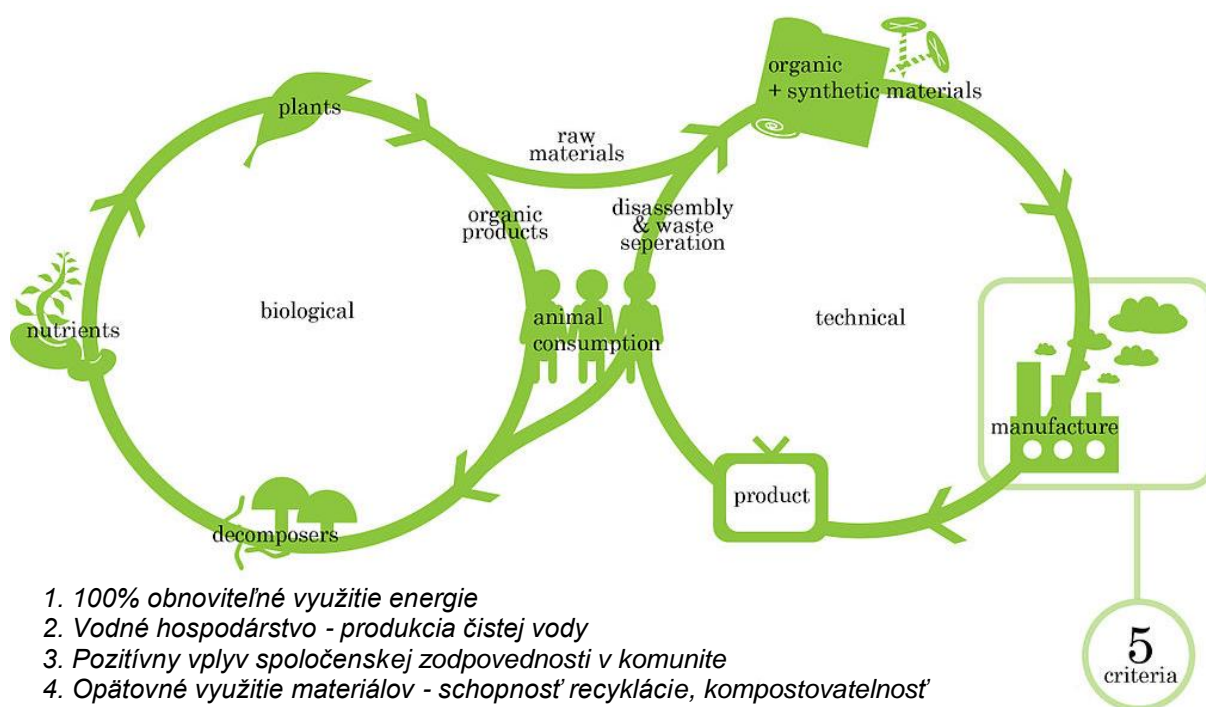 organic
+ synthetic materials
plants
raw
materials
organic
products
disassembly
& waste
seperation
biological
technical
nutrients
animal
consumption
manufacture
product
decomposers
1. 100% obnoviteľné využitie energie
2. Vodné hospodárstvo - produkcia čistej vody
3. Pozitívny vplyv spoločenskej zodpovednosti v komunite
4. Opätovné využitie materiálov - schopnosť recyklácie, kompostovatelnosť
5
criteria